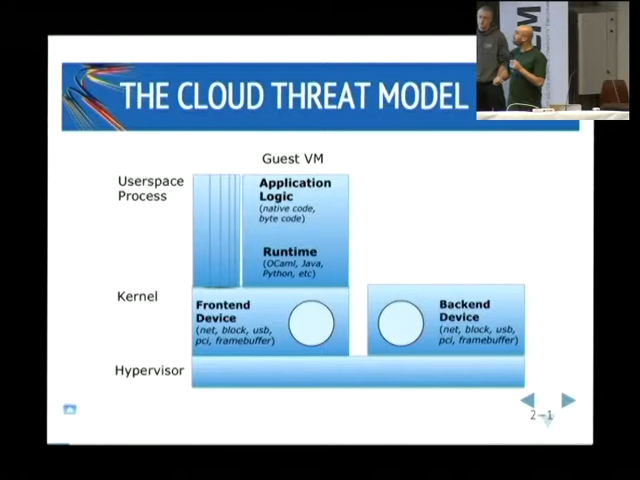 THE CLOUD THREAT MODEL
Guest VM
Userspace
Process
Application
Logic
(native code,
byte code)
Runtime
(OCaml, Java,
Python, etc)
Kernel
Frontend
Device
(net, block, usb,
pci, framebuffer)
Backend
Device
(net, block, usb,
pci, framebuffer)
Hypervisor
2—1